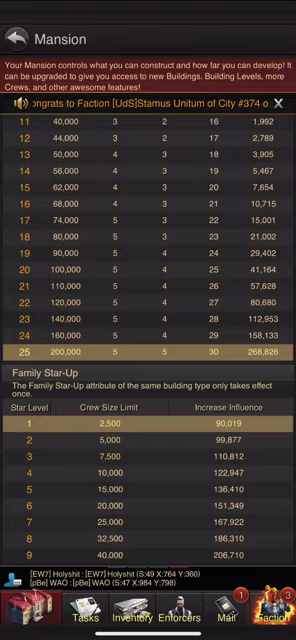 Mansion
Your Mansion controls what you can construct and how far you can develop! It
can be upgraded to give you access to new Buildings, Building Levels, more
Crews, and other awesome features!
ongrats to Faction [UdS]Stamus Unitum of City #374 o X
11 40,000 3 2 16 1,992
12 44,000 3 2 17 2,789
13 50,000 4 3 18 3,905
14 56,000 4 3 19 5,467
15 62,000 4 3 20 7,654
16 68,000 4 3 21 10,715
17 74,000 5 3 22 15,001
18 80,000 5 3 23 21,002
19 90,000 5 4 24 29,402
20 100,000 5 4 25 41,164
21 110,000 5 4 26 57,628
22 120,000 5 4 27 80,680
23 140,000 5 4 28 112,953
24 160,000 5 4 29 158,133
25 200,000 5 5 30 268,826
Family Star-Up
The Family Star-Up attribute of the same building type only takes effect
once.
Star Level Crew Size Limit Increase Influence
1 2,500 90,019
2 5,000 99,877
3 7,500 110,812
4 10,000 122,947
5 15,000 136,410
6 20,000 151,349
7 25,000 167,922
8 32,500 186,310
9 40,000 206,710
[EW7] Holyshit : [EW7] Holyshit (S:49 X:764 Y:360)
[pBe] WAO : [pBe] WAO (S:47 X:984 Y:798)
1 3
Tasks Inventory Enforcers Mail Faction